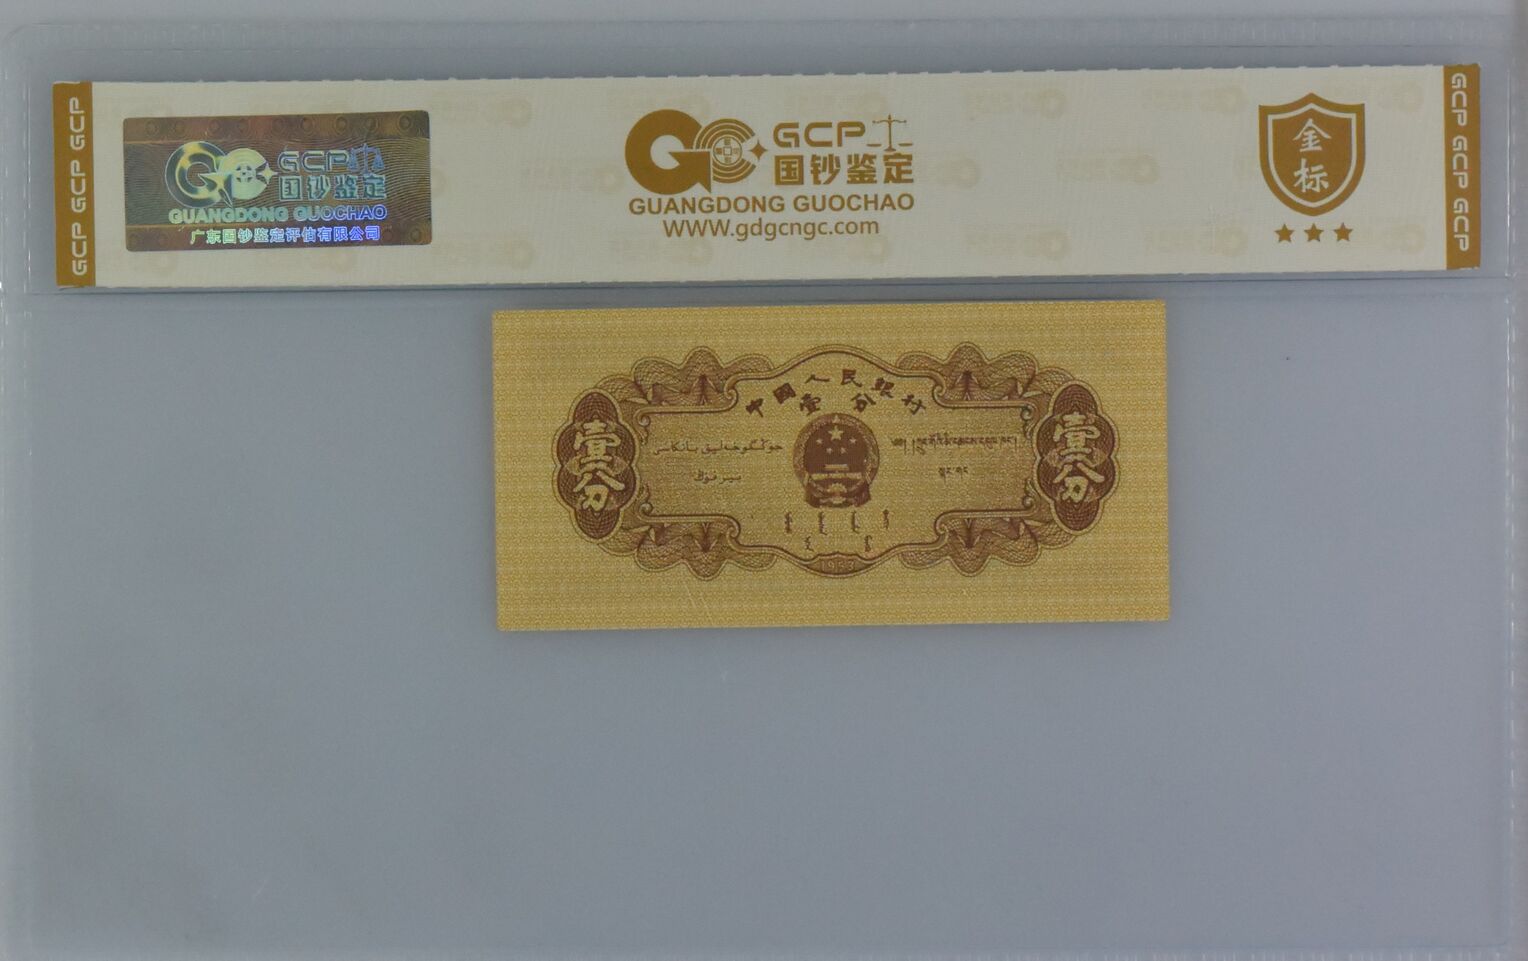 GCP GCP GCP
GCP
国钞鉴定
GUANGDONG GUOCHAO
广东国钞鉴定评估有限公司
GCP
国钞鉴定
GUANGDONG GUOCHAO
WWW.gdgcngc.com
金
标
GCP GCP GCP
中国人民银行
壹分
壹分
壹分
1953